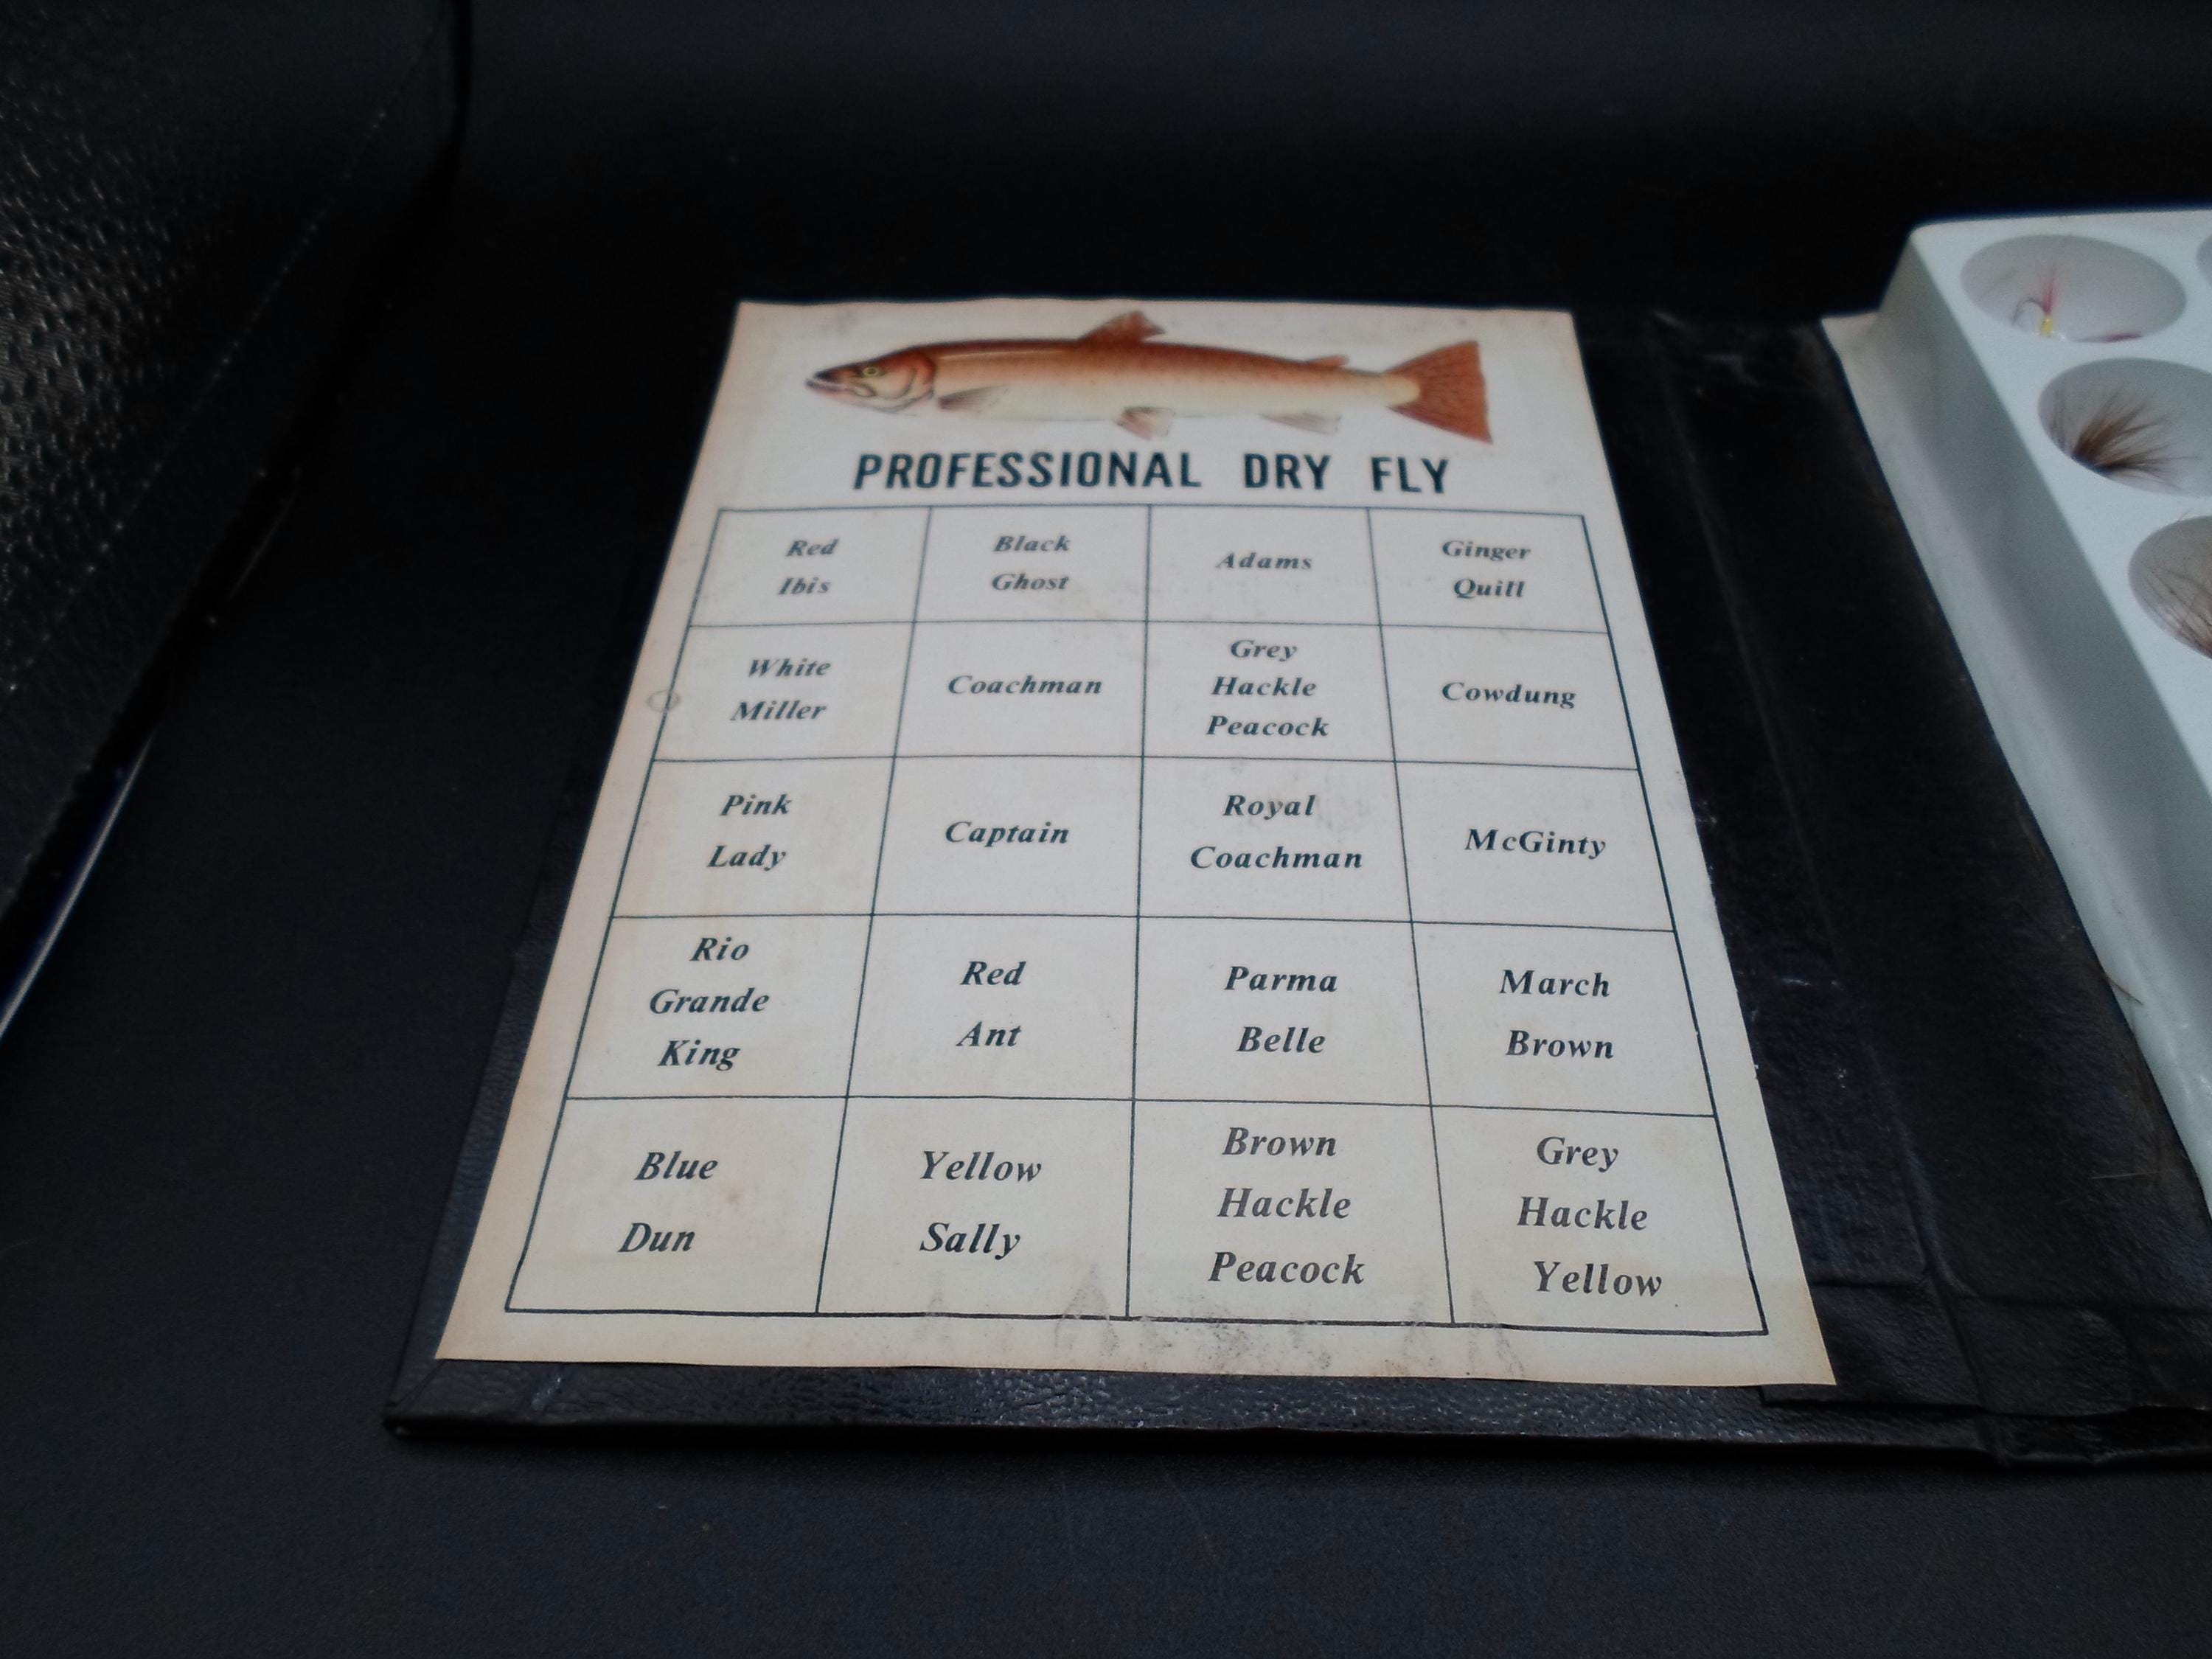 PROFESSIONAL DRY FLY
Red
Ibis
Black
Ghost
Adams
Ginger
Quill
White
Miller
Coachman
Grey
Hackle
Peacock
Cowdung
Pink
Lady
Captain
Royal
Coachman
McGinty
Rio
Grande
King
Red
Ant
Parma
Belle
March
Brown
Blue
Dun
Yellow
Sally
Brown
Hackle
Peacock
Grey
Hackle
Yellow